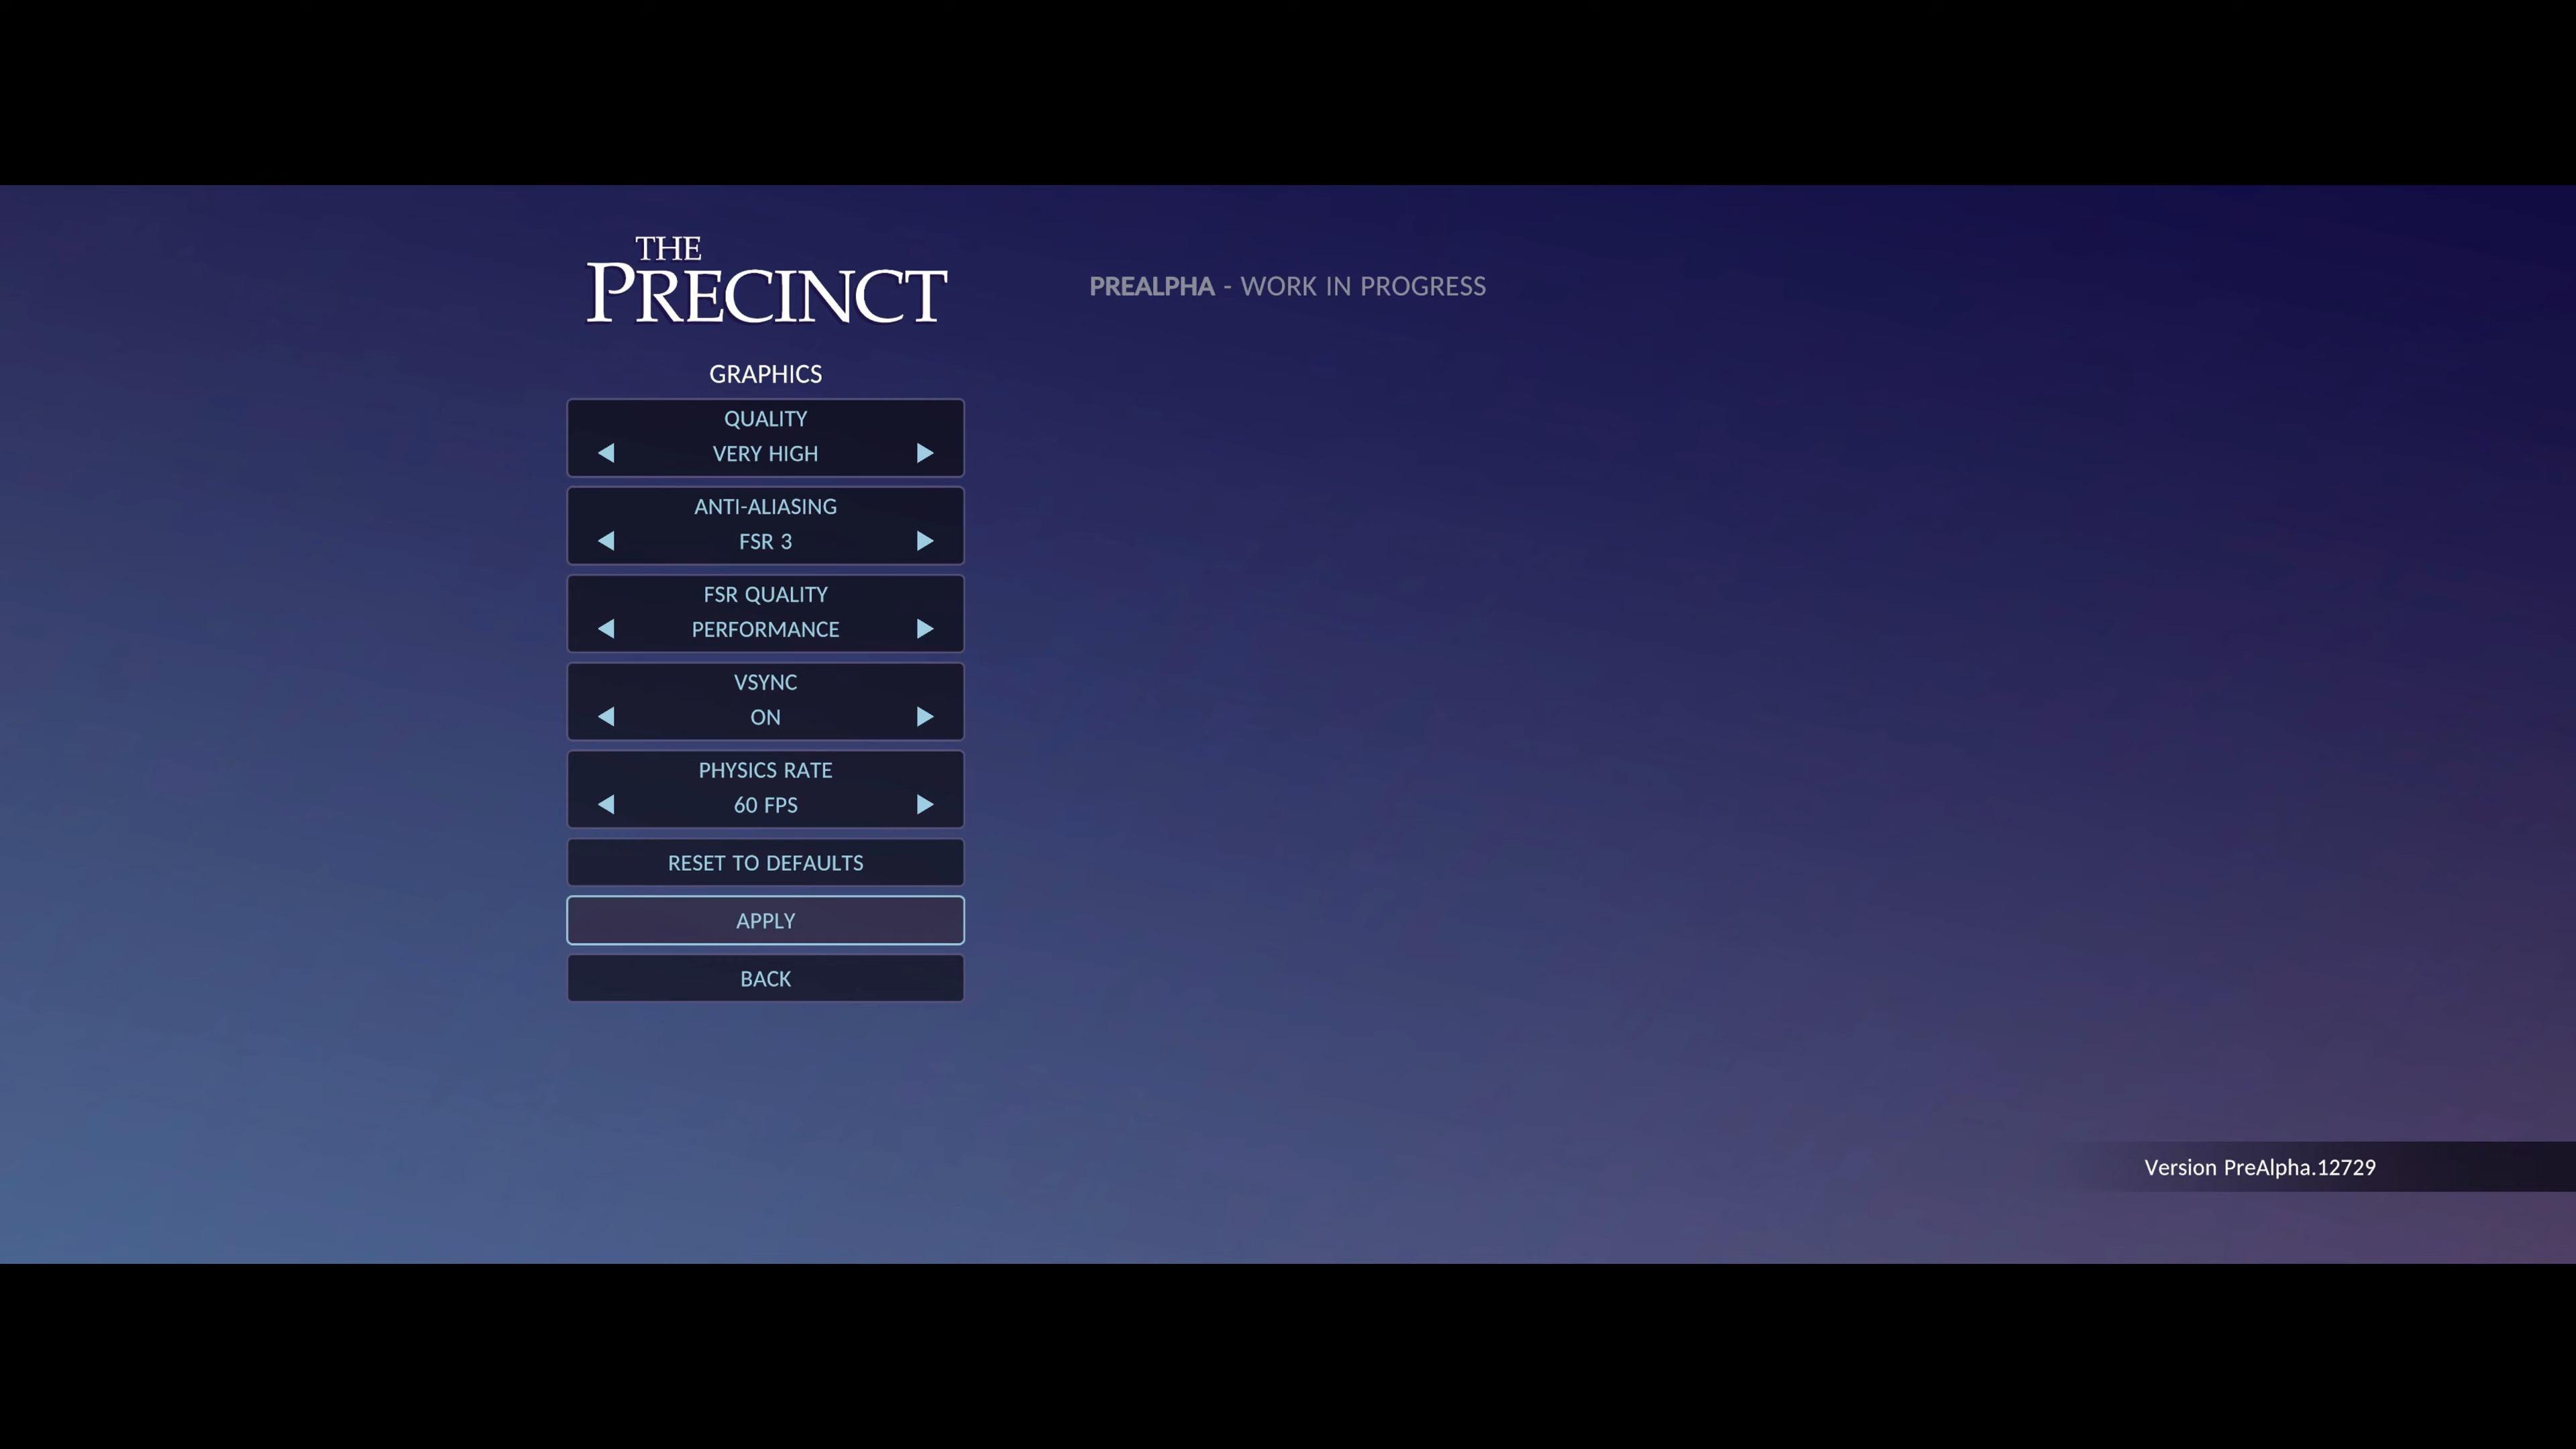 THE
PRECINCT
PREALPHA - WORK IN PROGRESS
GRAPHICS
QUALITY
VERY HIGH
ANTI-ALIASING
FSR 3
FSR QUALITY
PERFORMANCE
VSYNC
ON
PHYSICS RATE
60 FPS
RESET TO DEFAULTS
APPLY
BACK
Version PreAlpha.12729